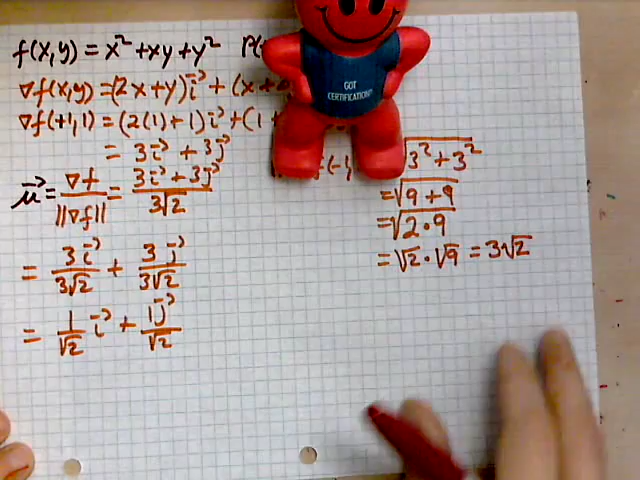 f(x,y) = x² + xy + y² P(
∇f(x,y) = (2x + y)i⃗ + (x +
∇f(+1,1) = (2(1) + 1)i⃗ + (1 +
= 3i⃗ + 3j⃗
u⃗ = ∇f / ||∇f|| = (3i⃗ + 3j⃗) / 3√2
= 3i⃗ / 3√2 + 3j⃗ / 3√2
= 1/√2 i⃗ + 1j⃗ / √2
GOT
CERTIFICATION?
f(-1,
√3² + 3²
= √9 + 9
= √2 · 9
= √2 · √9 = 3√2